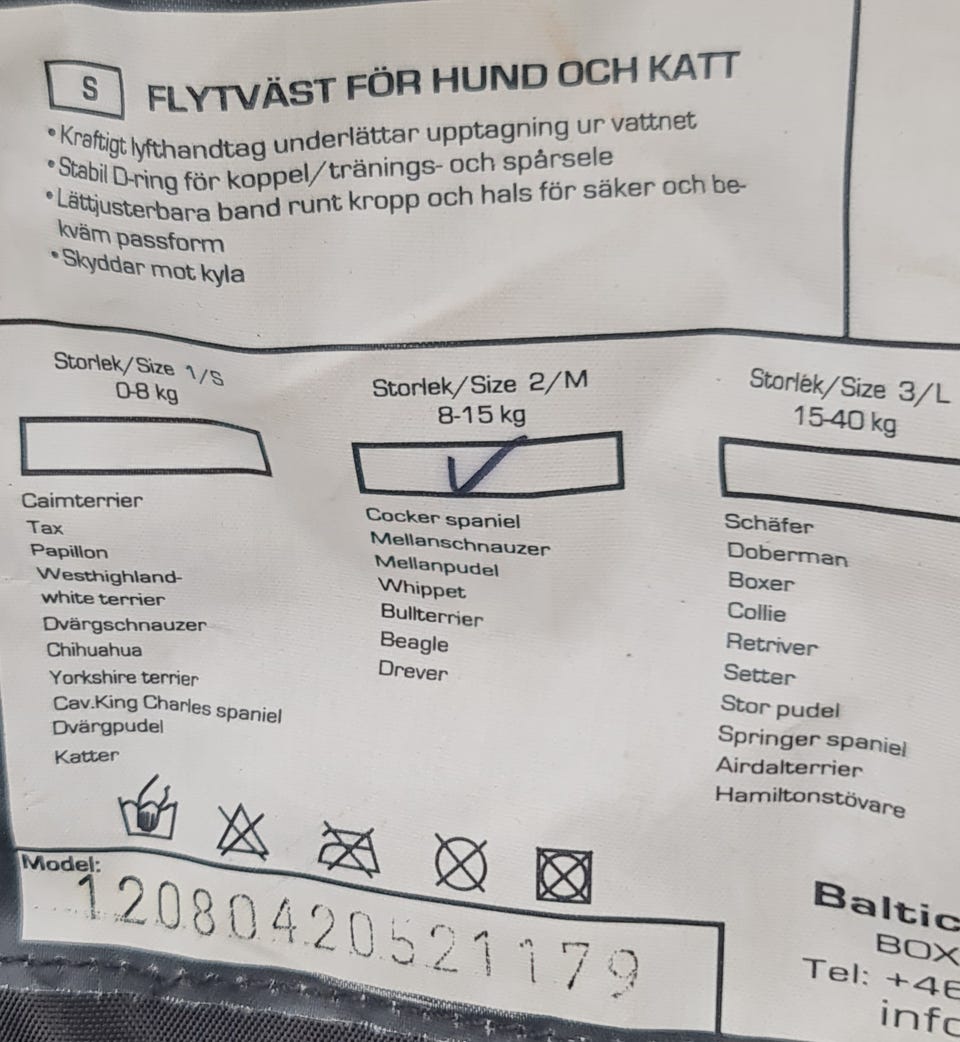 S FLYTVÄST FÖR HUND OCH KATT
•Kraftigt lyfthandtag underlättar upptagning ur vattnet
•Stabil D-ring för koppel/tränings- och spårsele
•Lättjusterbara band runt kropp och hals för säker och be-
kväm passform
•Skyddar mot kyla
Storlek/Size 1/S
0-8 kg
Caimterrier
Tax
Papillon
Westhighland-
white terrier
Dvärgschnauzer
Chihuahua
Yorkshire terrier
Cav.King Charles spaniel
Dvärgpudel
Katter
Storlek/Size 2/M
8-15 kg
Cocker spaniel
Mellanschnauzer
Mellanpudel
Whippet
Bullterrier
Beagle
Drever
Storlek/Size 3/L
15-40 kg
Schäfer
Doberman
Boxer
Collie
Retriver
Setter
Stor pudel
Springer spaniel
Airdalterrier
Hamiltonstövare
Model:
12080420521179
Baltic
BOX
Tel: +46
info